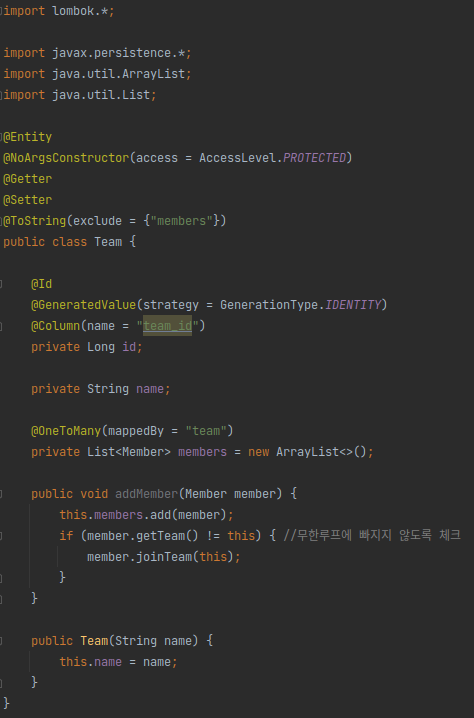 import lombok.*;
import javax.persistence.*;
import java.util.ArrayList;
import java.util.List;
@Entity
@NoArgsConstructor(access = AccessLevel.PROTECTED)
@Getter
@Setter
@ToString(exclude = {"members"})
public class Team {
    @Id
    @GeneratedValue(strategy = GenerationType.IDENTITY)
    @Column(name = "team_id")
    private Long id;
    private String name;
    @OneToMany(mappedBy = "team")
    private List<Member> members = new ArrayList<>();
    public void addMember(Member member) {
        this.members.add(member);
        if (member.getTeam() != this) { //무한루프에 빠지지 않도록 체크
            member.joinTeam(this);
        }
    }
    public Team(String name) {
        this.name = name;
    }
}